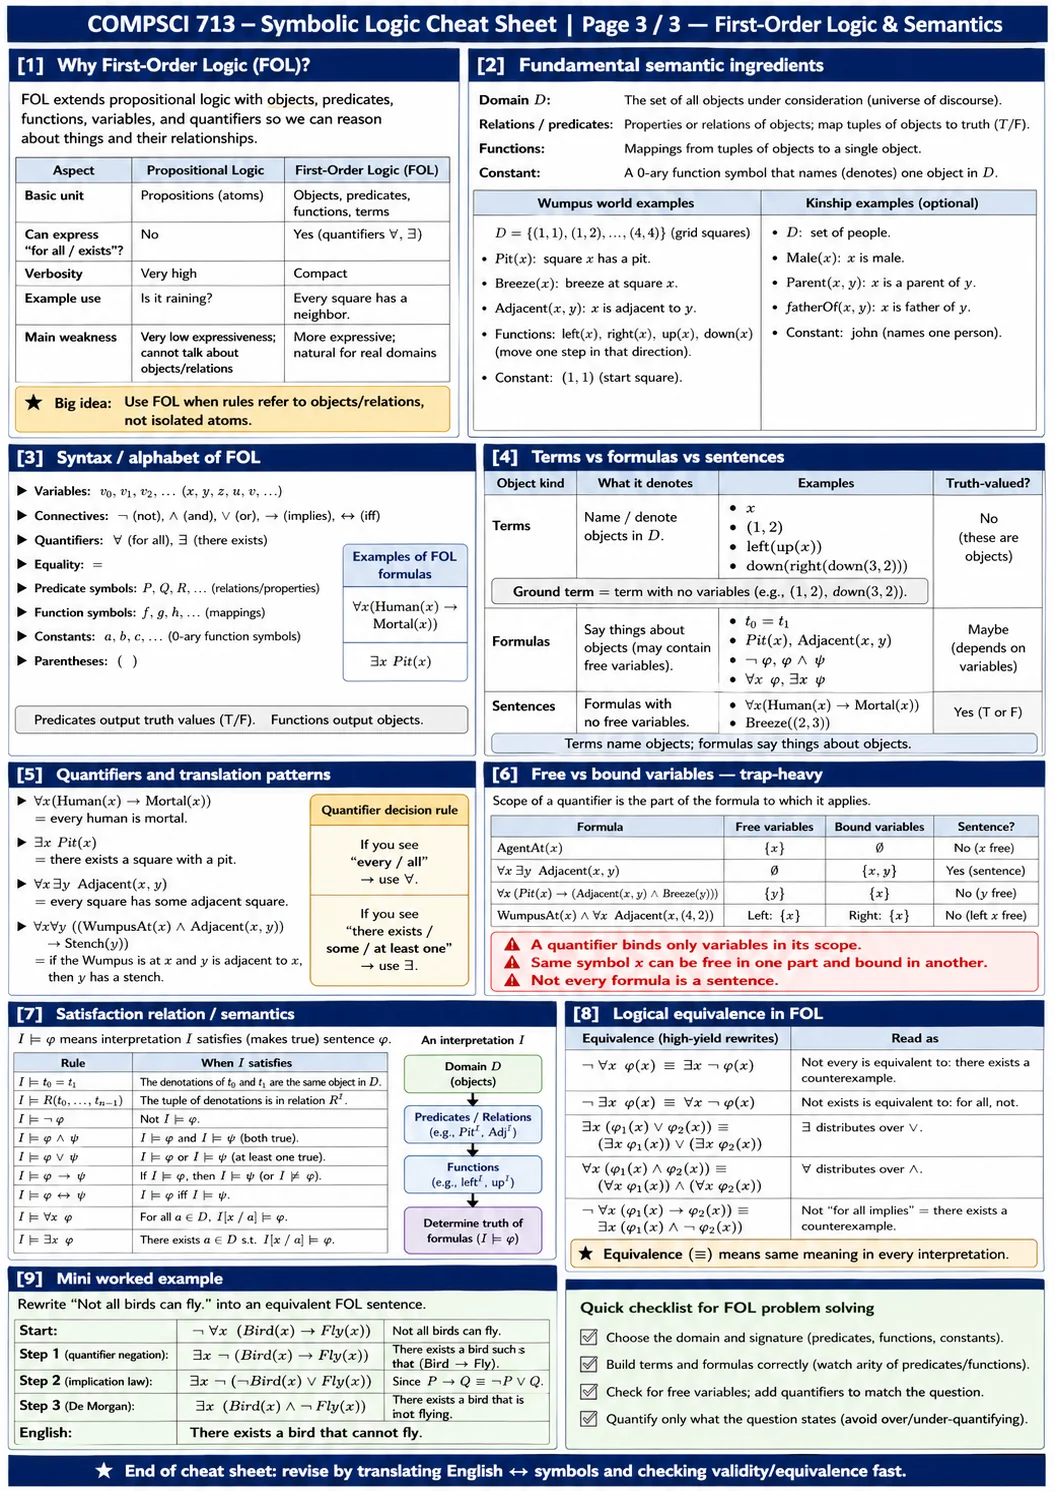 COMPSCI 713 – Symbolic Logic Cheat Sheet | Page 3 / 3 — First-Order Logic & Semantics
[1] Why First-Order Logic (FOL)?
FOL extends propositional logic with objects, predicates,
functions, variables, and quantifiers so we can reason
about things and their relationships.
Aspect Propositional Logic First-Order Logic (FOL)
Basic unit Propositions (atoms) Objects, predicates,
functions, terms
Can express No Yes (quantifiers ∀, ∃)
“for all / exists”?
Verbosity Very high Compact
Example use Is it raining? Every square has a
neighbor.
Main weakness Very low expressiveness; More expressive;
cannot talk about natural for real domains
objects/relations
★ Big idea: Use FOL when rules refer to objects/relations,
not isolated atoms.
[2] Fundamental semantic ingredients
Domain D: The set of all objects under consideration (universe of discourse).
Relations / predicates: Properties or relations of objects; map tuples of objects to truth (T/F).
Functions: Mappings from tuples of objects to a single object.
Constant: A 0-ary function symbol that names (denotes) one object in D.
Wumpus world examples
D = {(1, 1), (1, 2), …, (4, 4)} (grid squares)
• Pit(x): square x has a pit.
• Breeze(x): breeze at square x.
• Adjacent(x, y): x is adjacent to y.
• Functions: left(x), right(x), up(x), down(x)
(move one step in that direction).
• Constant: (1, 1) (start square).
Kinship examples (optional)
• D: set of people.
• Male(x): x is male.
• Parent(x, y): x is a parent of y.
• fatherOf(x, y): x is father of y.
• Constant: john (names one person).
[3] Syntax / alphabet of FOL
▶ Variables: v₀, v₁, v₂, … (x, y, z, u, v, …)
▶ Connectives: ¬ (not), ∧ (and), ∨ (or), → (implies), ↔ (iff)
▶ Quantifiers: ∀ (for all), ∃ (there exists)
▶ Equality: =
▶ Predicate symbols: P, Q, R, … (relations/properties)
▶ Function symbols: f, g, h, … (mappings)
▶ Constants: a, b, c, … (0-ary function symbols)
▶ Parentheses: ( )
Examples of FOL
formulas
∀x(Human(x) →
Mortal(x))
∃x Pit(x)
Predicates output truth values (T/F). Functions output objects.
[4] Terms vs formulas vs sentences
Object kind What it denotes Examples Truth-valued?
Terms
Name / denote
objects in D.
• x
• (1, 2)
• left(up(x))
• down(right(down(3, 2)))
No
(these are
objects)
Ground term = term with no variables (e.g., (1, 2), down(3, 2)).
Formulas
Say things about
objects (may contain
free variables).
• t₀ = t₁
• Pit(x), Adjacent(x, y)
• ¬ φ, φ ∧ ψ
• ∀x φ, ∃x ψ
Maybe
(depends on
variables)
Sentences
Formulas with
no free variables.
• ∀x(Human(x) → Mortal(x))
• Breeze((2, 3))
Yes (T or F)
Terms name objects; formulas say things about objects.
[5] Quantifiers and translation patterns
▶ ∀x(Human(x) → Mortal(x))
= every human is mortal.
▶ ∃x Pit(x)
= there exists a square with a pit.
▶ ∀x ∃y Adjacent(x, y)
= every square has some adjacent square.
▶ ∀x∀y ((WumpusAt(x) ∧ Adjacent(x, y))
→ Stench(y))
= if the Wumpus is at x and y is adjacent to x,
then y has a stench.
Quantifier decision rule
If you see
“every / all”
→ use ∀.
If you see
“there exists /
some / at least one”
→ use ∃.
[6] Free vs bound variables — trap-heavy
Scope of a quantifier is the part of the formula to which it applies.
Formula Free variables Bound variables Sentence?
AgentAt(x) {x} ∅ No (x free)
∀x ∃y Adjacent(x, y) ∅ {x, y} Yes (sentence)
∀x (Pit(x) → (Adjacent(x, y) ∧ Breeze(y))) {y} {x} No (y free)
WumpusAt(x) ∧ ∀x Adjacent(x, (4, 2)) Left: {x} Right: {x} No (left x free)
⚠ A quantifier binds only variables in its scope.
⚠ Same symbol x can be free in one part and bound in another.
⚠ Not every formula is a sentence.
[7] Satisfaction relation / semantics
I ⊨ φ means interpretation I satisfies (makes true) sentence φ.
Rule When I satisfies
I ⊨ t₀ = t₁ The denotations of t₀ and t₁ are the same object in D.
I ⊨ R(t₀, …, tₙ₋₁) The tuple of denotations is in relation Rᴵ.
I ⊨ ¬ φ Not I ⊨ φ.
I ⊨ φ ∧ ψ I ⊨ φ and I ⊨ ψ (both true).
I ⊨ φ ∨ ψ I ⊨ φ or I ⊨ ψ (at least one true).
I ⊨ φ → ψ If I ⊨ φ, then I ⊨ ψ (or I ⊭ φ).
I ⊨ φ ↔ ψ I ⊨ φ iff I ⊨ ψ.
I ⊨ ∀x φ For all a ∈ D, I[x / a] ⊨ φ.
I ⊨ ∃x φ There exists a ∈ D s.t. I[x / a] ⊨ φ.
An interpretation I
Domain D
(objects)
Predicates / Relations
(e.g., Pitᴵ, Adjᴵ)
Functions
(e.g., leftᴵ, upᴵ)
Determine truth of
formulas (I ⊨ φ)
[8] Logical equivalence in FOL
Equivalence (high-yield rewrites) Read as
¬ ∀x φ(x) ≡ ∃x ¬ φ(x) Not every is equivalent to: there exists a
counterexample.
¬ ∃x φ(x) ≡ ∀x ¬ φ(x) Not exists is equivalent to: for all, not.
∃x (φ₁(x) ∨ φ₂(x)) ≡ ∃ distributes over ∨.
(∃x φ₁(x)) ∨ (∃x φ₂(x))
∀x (φ₁(x) ∧ φ₂(x)) ≡ ∀ distributes over ∧.
(∀x φ₁(x)) ∧ (∀x φ₂(x))
¬ ∀x (φ₁(x) → φ₂(x)) ≡ Not “for all implies” = there exists a
∃x (φ₁(x) ∧ ¬ φ₂(x)) counterexample.
★ Equivalence (≡) means same meaning in every interpretation.
[9] Mini worked example
Rewrite “Not all birds can fly.” into an equivalent FOL sentence.
Start: ¬ ∀x (Bird(x) → Fly(x)) Not all birds can fly.
Step 1 (quantifier negation): ∃x ¬ (Bird(x) → Fly(x)) There exists a bird such s
that (Bird → Fly).
Step 2 (implication law): ∃x ¬ (¬Bird(x) ∨ Fly(x)) Since P → Q ≡ ¬P ∨ Q.
Step 3 (De Morgan): ∃x (Bird(x) ∧ ¬ Fly(x)) There exists a bird that is
not flying.
English: There exists a bird that cannot fly.
Quick checklist for FOL problem solving
☑ Choose the domain and signature (predicates, functions, constants).
☑ Build terms and formulas correctly (watch arity of predicates/functions).
☑ Check for free variables; add quantifiers to match the question.
☑ Quantify only what the question states (avoid over/under-quantifying).
★ End of cheat sheet: revise by translating English ↔ symbols and checking validity/equivalence fast.